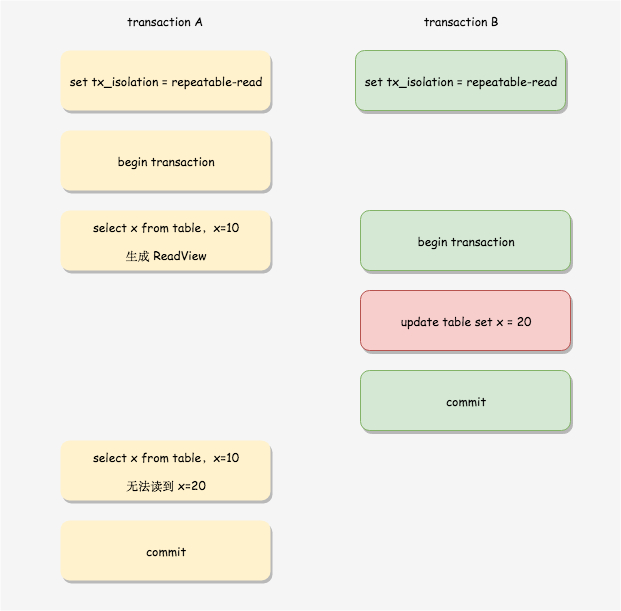 transaction A
transaction B
set tx_isolation = repeatable-read
set tx_isolation = repeatable-read
begin transaction
select x from table，x=10
生成 ReadView
begin transaction
update table set x = 20
commit
select x from table，x=10
无法读到 x=20
commit